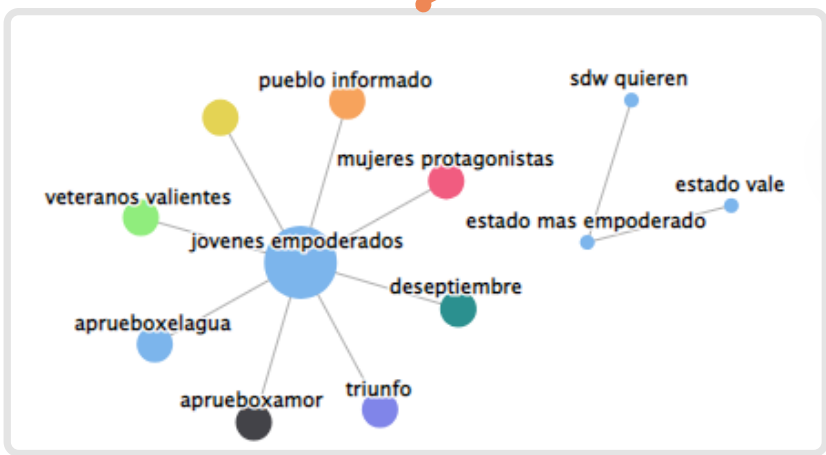 pueblo informado
sdw quieren
mujeres protagonistas
estado vale
veteranos valientes
estado mas empoderado
jovenes empoderados
deseptiembre
aprueboxelagua
triunfo
aprueboxamor